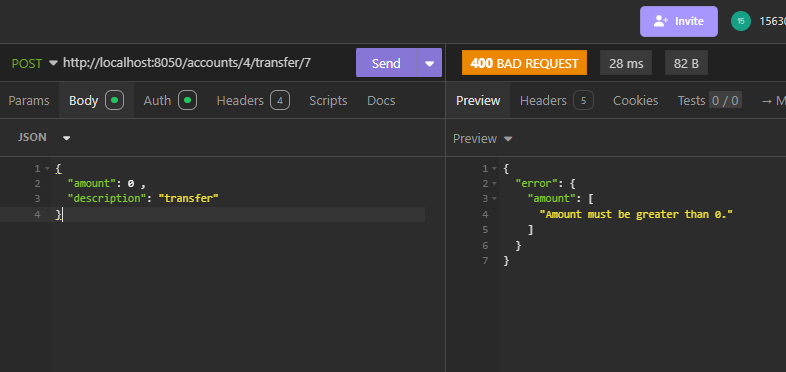 Invite
15 15630
POST http://localhost:8050/accounts/4/transfer/7 Send
400 BAD REQUEST 28 ms 82 B
Params Body Auth Headers 4 Scripts Docs
Preview Headers 5 Cookies Tests 0 / 0 → M
JSON
Preview
1 {
2 "amount": 0 ,
3 "description": "transfer"
4 }
1 {
2 "error": {
3 "amount": [
4 "Amount must be greater than 0."
5 ]
6 }
7 }